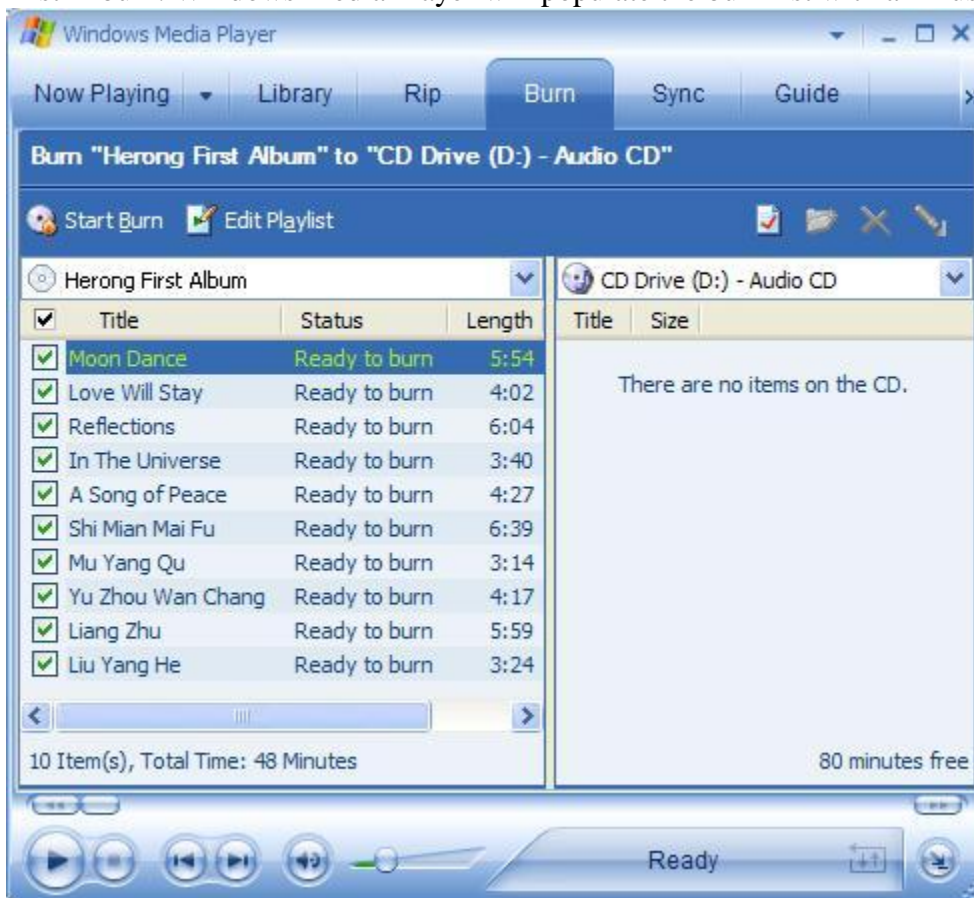 Windows Media Player
Now Playing Library Rip Burn Sync Guide
Burn "Herong First Album" to "CD Drive (D:) - Audio CD"
Start Burn Edit Playlist
Herong First Album CD Drive (D:) - Audio CD
Title Status Length Title Size
Moon Dance Ready to burn 5:54
There are no items on the CD.
Love Will Stay Ready to burn 4:02
Reflections Ready to burn 6:04
In The Universe Ready to burn 3:40
A Song of Peace Ready to burn 4:27
Shi Mian Mai Fu Ready to burn 6:39
Mu Yang Qu Ready to burn 3:14
Yu Zhou Wan Chang Ready to burn 4:17
Liang Zhu Ready to burn 5:59
Liu Yang He Ready to burn 3:24
10 Item(s), Total Time: 48 Minutes 80 minutes free
Ready